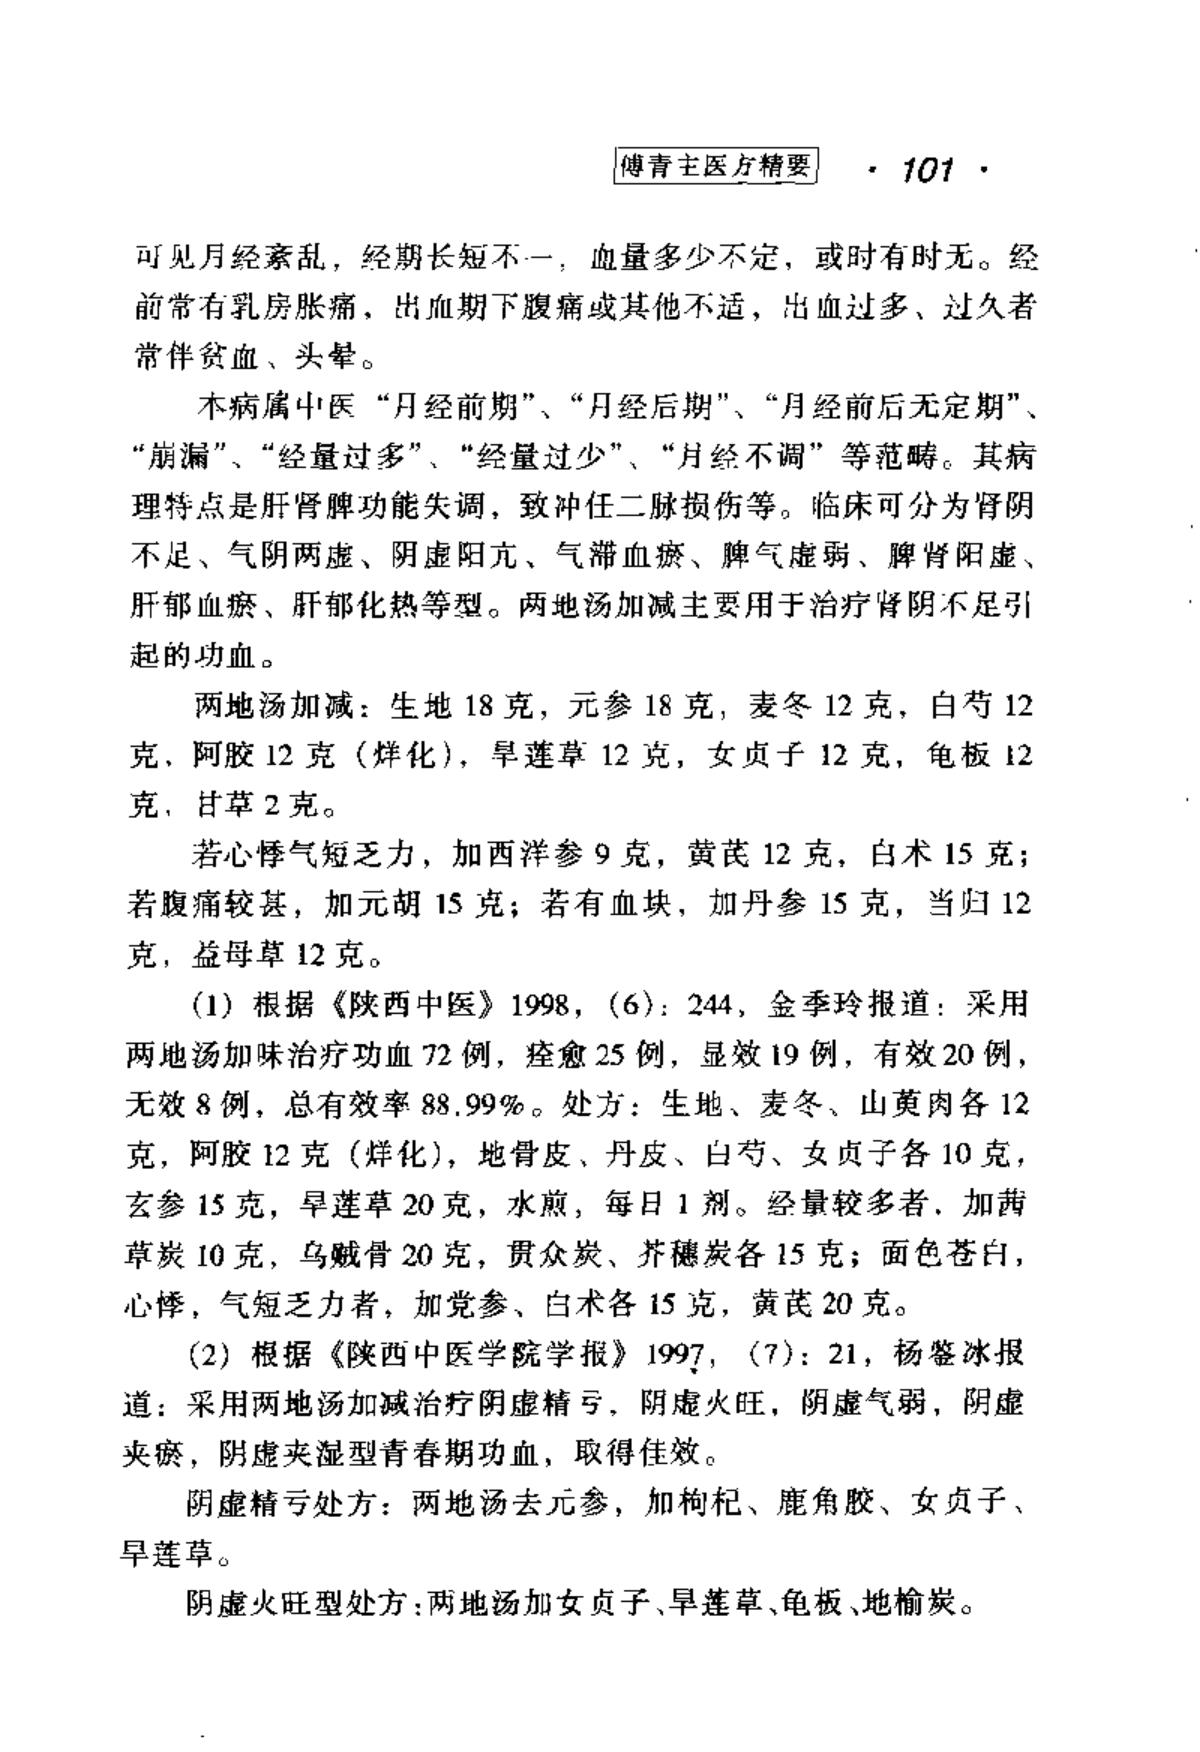 傅青主医方精要 · 101 ·
可见月经紊乱，经期长短不一，血量多少不定，或时有时无。经
前常有乳房胀痛，出血期下腹痛或其他不适，出血过多、过久者
常伴贫血、头晕。
本病属中医“月经前期”、“月经后期”、“月经前后无定期”、
“崩漏”、“经量过多”、“经量过少”、“月经不调”等范畴。其病
理特点是肝肾脾功能失调，致冲任二脉损伤等。临床可分为肾阴
不足、气阴两虚、阴虚阳亢、气滞血瘀、脾气虚弱、脾肾阳虚、
肝郁血瘀、肝郁化热等型。两地汤加减主要用于治疗肾阴不足引
起的功血。
两地汤加减：生地 18 克，元参 18 克，麦冬 12 克，白芍 12
克，阿胶 12 克（烊化），旱莲草 12 克，女贞子 12 克，龟板 12
克，甘草 2 克。
若心悸气短乏力，加西洋参 9 克，黄芪 12 克，白术 15 克；
若腹痛较甚，加元胡 15 克；若有血块，加丹参 15 克，当归 12
克，益母草 12 克。
（1）根据《陕西中医》1998，（6）：244，金季玲报道：采用
两地汤加味治疗功血 72 例，痊愈 25 例，显效 19 例，有效 20 例，
无效 8 例，总有效率 88.99%。处方：生地、麦冬、山萸肉各 12
克，阿胶 12 克（烊化），地骨皮、丹皮、白芍、女贞子各 10 克，
玄参 15 克，旱莲草 20 克，水煎，每日 1 剂。经量较多者，加茜
草炭 10 克，乌贼骨 20 克，贯众炭、芥穗炭各 15 克；面色苍白，
心悸，气短乏力者，加党参、白术各 15 克，黄芪 20 克。
（2）根据《陕西中医学院学报》1997，（7）：21，杨鉴冰报
道：采用两地汤加减治疗阴虚精亏，阴虚火旺，阴虚气弱，阴虚
夹瘀，阴虚夹湿型青春期功血，取得佳效。
阴虚精亏处方：两地汤去元参，加枸杞、鹿角胶、女贞子、
旱莲草。
阴虚火旺型处方：两地汤加女贞子、旱莲草、龟板、地榆炭。